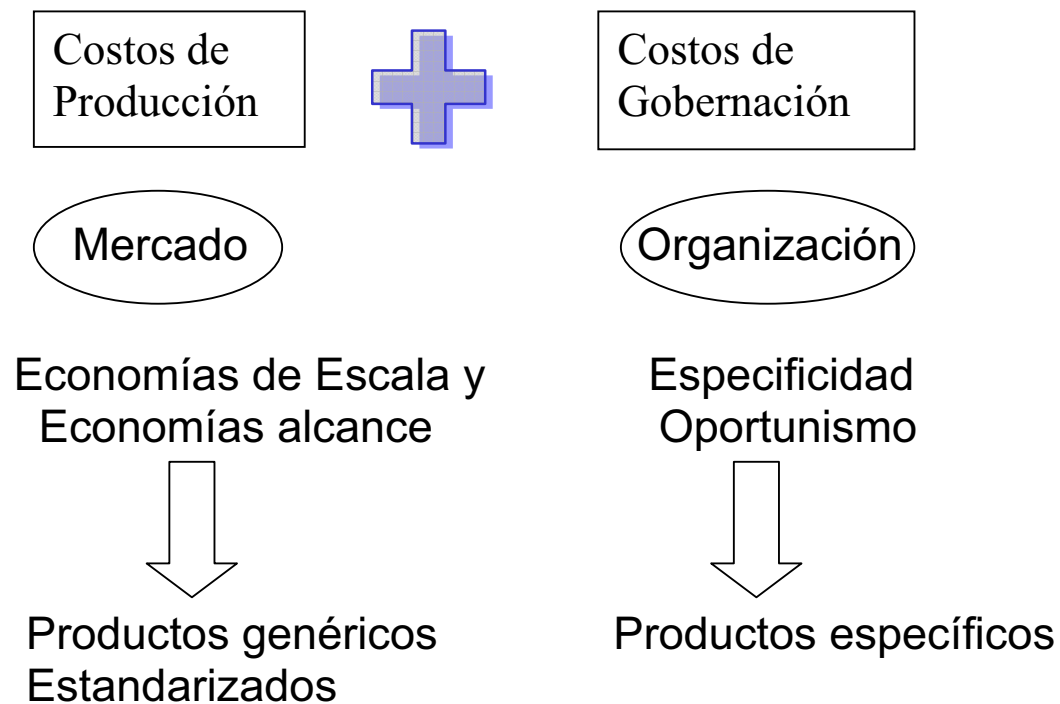 Costos de
Producción
Costos de
Gobernación
Mercado
Organización
Economías de Escala y
Economías alcance
Especificidad
Oportunismo
Productos genéricos
Estandarizados
Productos específicos